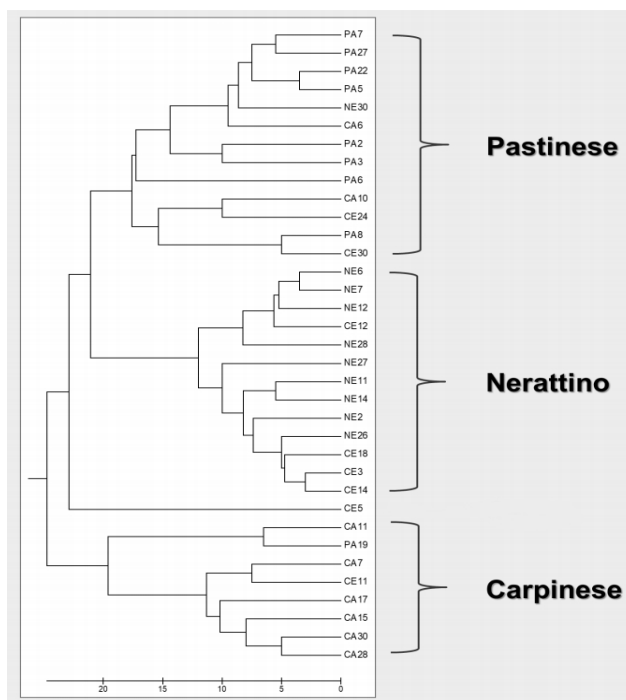 PA7
PA27
PA22
PA5
NE30
CA6
PA2
PA3
PA6
CA10
CE24
PA8
CE30
Pastinese
NE6
NE7
NE12
CE12
NE28
NE27
NE11
NE14
NE2
NE26
CE18
CE3
CE14
Nerattino
CE5
CA11
PA19
CA7
CE11
CA17
CA15
CA30
CA28
Carpinese
20 15 10 5 0